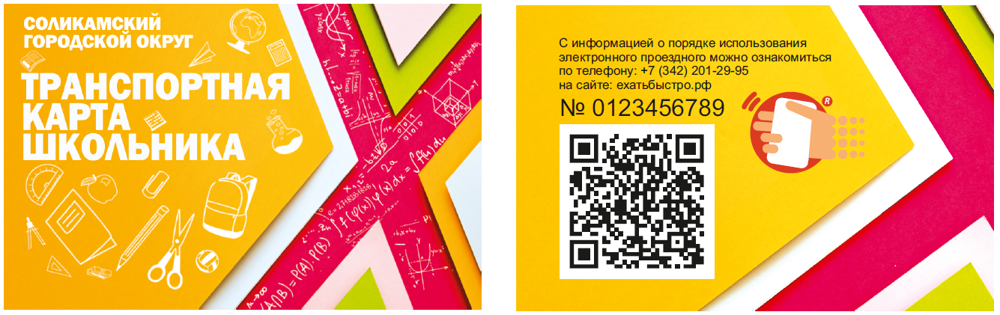 СОЛИКАМСКИЙ
ГОРОДСКОЙ ОКРУГ
ТРАНСПОРТНАЯ
КАРТА
ШКОЛЬНИКА
P(A)·P(B)
С информацией о порядке использования
электронного проездного можно ознакомиться
по телефону: +7 (342) 201-29-95
на сайте: ехатьбыстро.рф
№ 0123456789
R